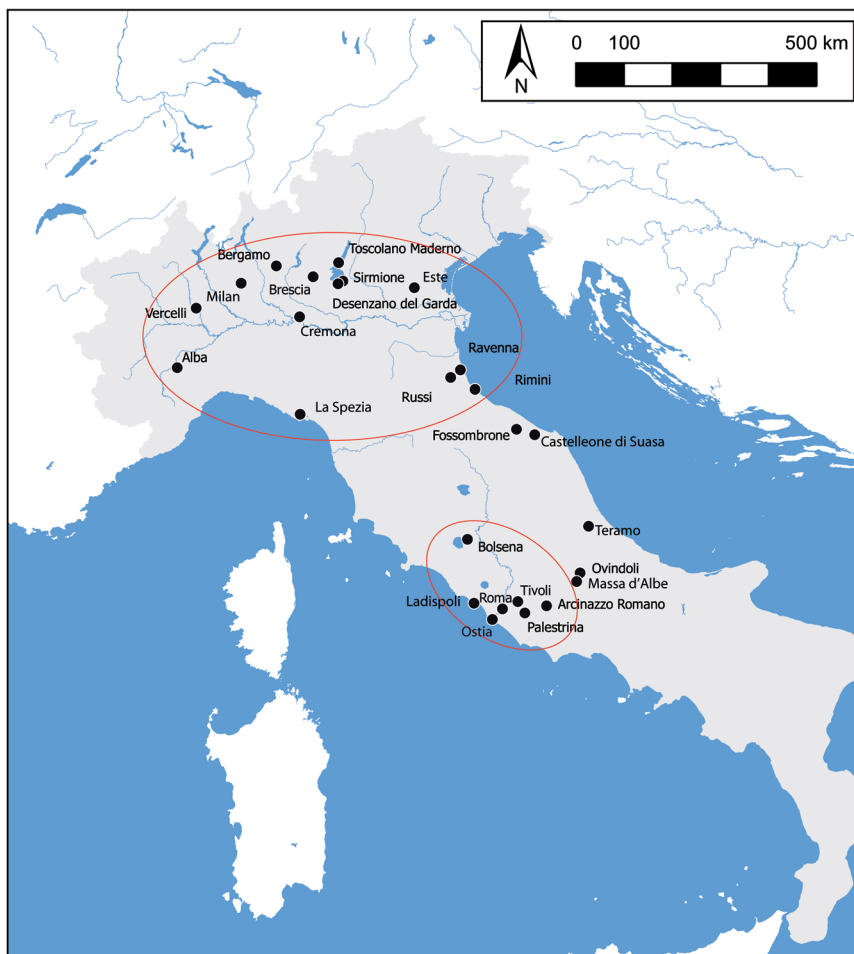 0 100 500 km
N
Toscolano Maderno
Bergamo
Sirmione
Este
Brescia
Milan
Desenzano del Garda
Vercelli
Cremona
Ravenna
Alba
Rimini
Russi
La Spezia
Fossombrone
Castelleone di Suasa
Teramo
Bolsena
Ovindoli
Massa d’Albe
Tivoli
Roma
Ladispoli
Arcinazzo Romano
Palestrina
Ostia